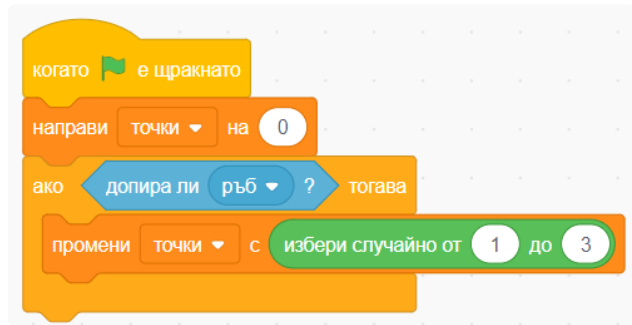 когато е щракнато
направи точки на 0
ако допира ли ръб ? тогава
промени точки с избери случайно от 1 до 3